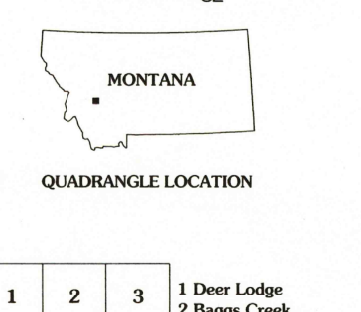 MONTANA
QUADRANGLE LOCATION
1 2 3
1 Deer Lodge
2 Baggs Creek